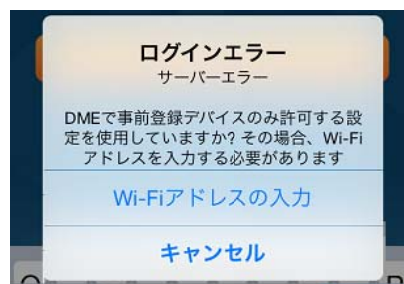 ログインエラー
サーバーエラー
DMEで事前登録デバイスのみ許可する設
定を使用していますか? その場合、Wi-Fi
アドレスを入力する必要があります
Wi-Fiアドレスの入力
キャンセル